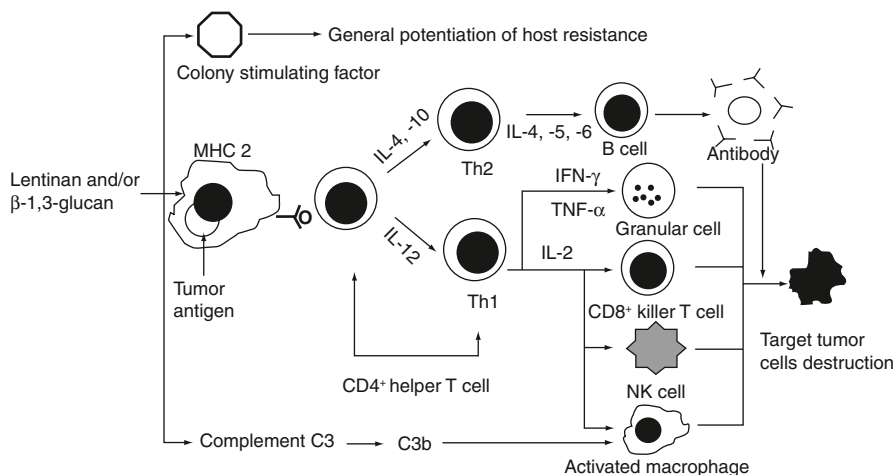 General potentiation of host resistance
Colony stimulating factor
IL-4, -10
IL-4, -5, -6
B cell
Antibody
MHC 2
Th2
Lentinan and/or
β-1,3-glucan
IFN-γ
TNF-α
Granular cell
IL-12
IL-2
Tumor
antigen
Th1
CD8⁺ killer T cell
Target tumor
cells destruction
CD4⁺ helper T cell
NK cell
Complement C3
C3b
Activated macrophage